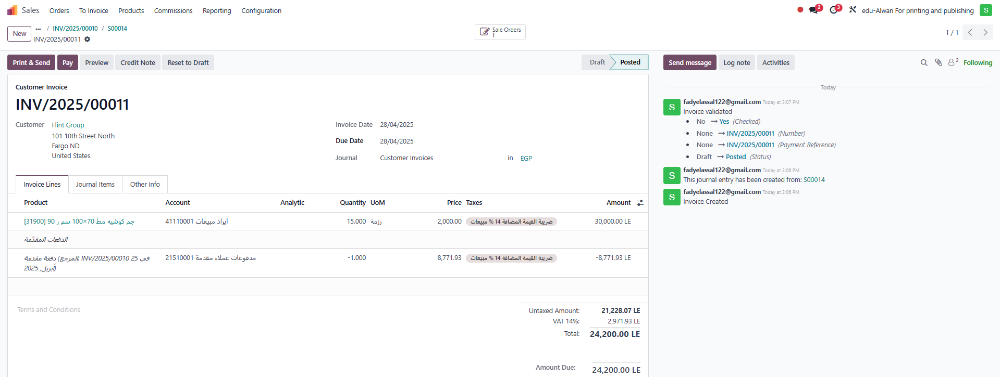 Sales Orders To Invoice Products Commissions Reporting Configuration 2 3 edu-Alwan For printing and publishing S
New ... / INV/2025/00010 / S00014
INV/2025/00011
Sale Orders
1
1 / 1
Print & Send Pay Preview Credit Note Reset to Draft Draft Posted
Send message Log note Activities 2 Following
Customer Invoice
INV/2025/00011
Customer Flint Group
101 10th Street North
Fargo ND
United States
Invoice Date 28/04/2025
Due Date 28/04/2025
Journal Customer Invoices in EGP
Invoice Lines Journal Items Other Info
Product Account Analytic Quantity UoM Price Taxes Amount
[31900] جم كوشيه مط 70×100 سم ر 90 41110001 ايراد مبيعات 15.000 رزمة 2,000.00 ضريبة القيمة المضافة 14 % مبيعات 30,000.00 LE
الدفعات المقدّمة
دفعة مقدمة (المرجع: INV/2025/00010 في 25 21510001 مدفوعات عملاء مقدمة -1.000 8,771.93 ضريبة القيمة المضافة 14 % مبيعات -8,771.93 LE
أبريل, 2025)
Terms and Conditions
Untaxed Amount: 21,228.07 LE
VAT 14%: 2,971.93 LE
Total: 24,200.00 LE
Amount Due: 24,200.00 LE
Today
S
fadyelassal122@gmail.com Today at 3:07 PM
Invoice validated
• No → Yes (Checked)
• None → INV/2025/00011 (Number)
• None → INV/2025/00011 (Payment Reference)
• Draft → Posted (Status)
S
fadyelassal122@gmail.com Today at 3:06 PM
This journal entry has been created from: S00014
S
fadyelassal122@gmail.com Today at 3:06 PM
Invoice Created